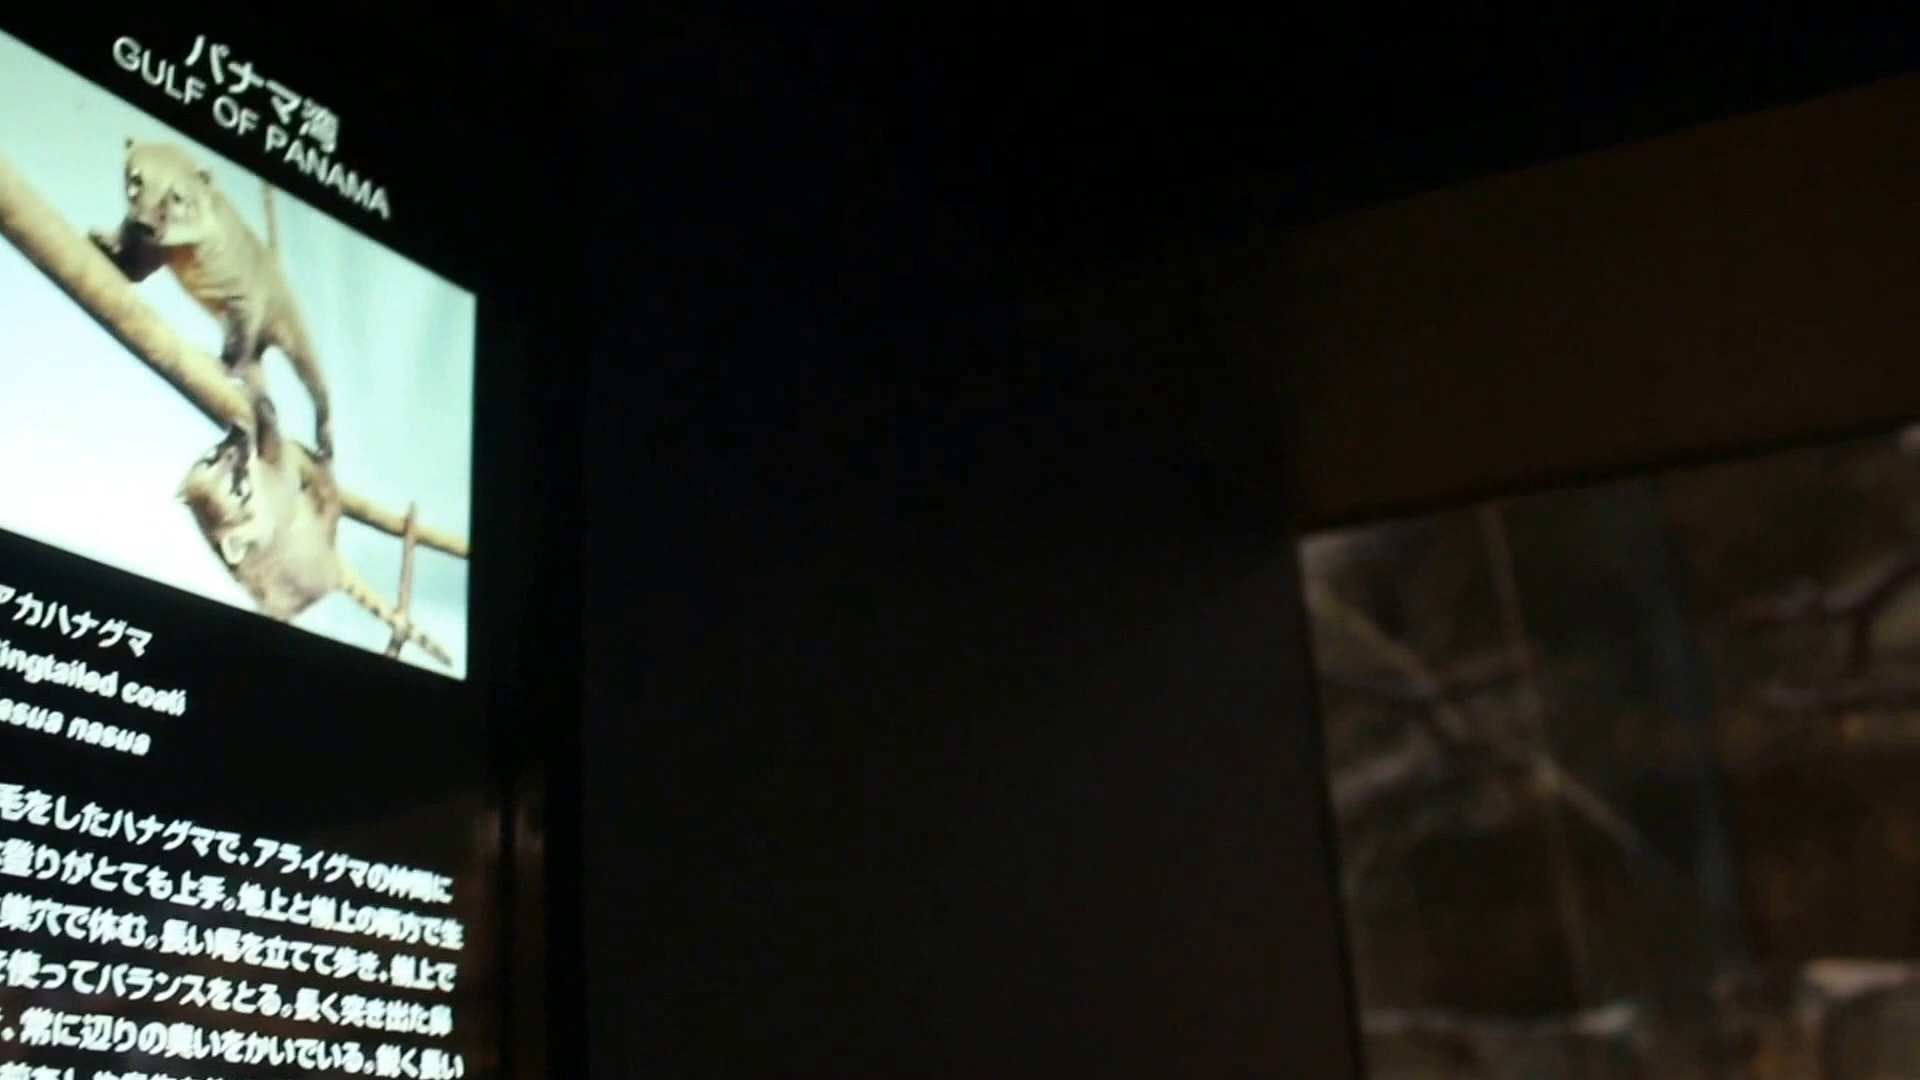 パナマ湾
GULF OF PANAMA
アカハナグマ
ingtailed coati
asua nasua
毛をしたハナグマで、アライグマの仲間に
登りがとても上手。地上と樹上の両方で生
巣穴で休む。長い尾を立てて歩き、樹上で
を使ってバランスをとる。長く突き出た鼻
。常に辺りの臭いをかいでいる。鋭く長い